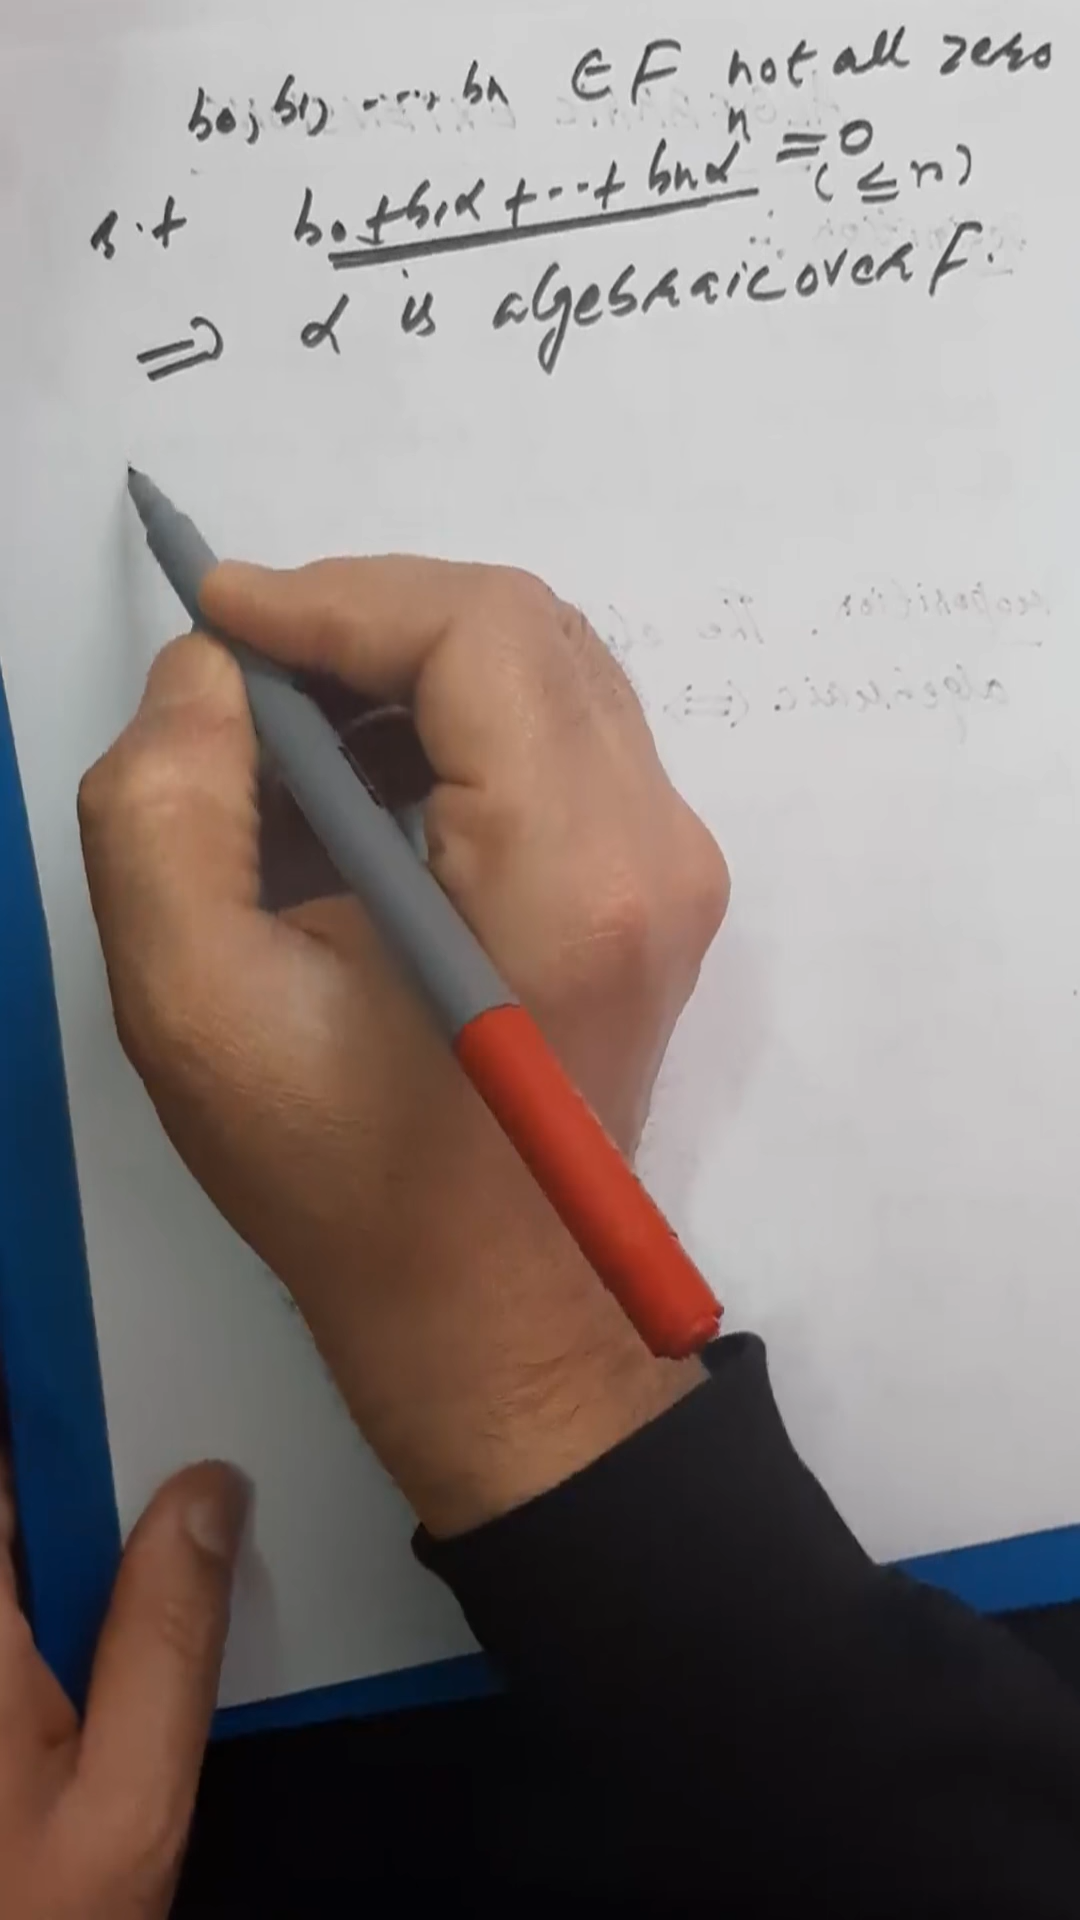 b0, b1, ...., bn ∈ F not all zero
s.t b0 + b1α + ... + bnα^n = 0
(≤ n)
⇒ α is algebraic over F.